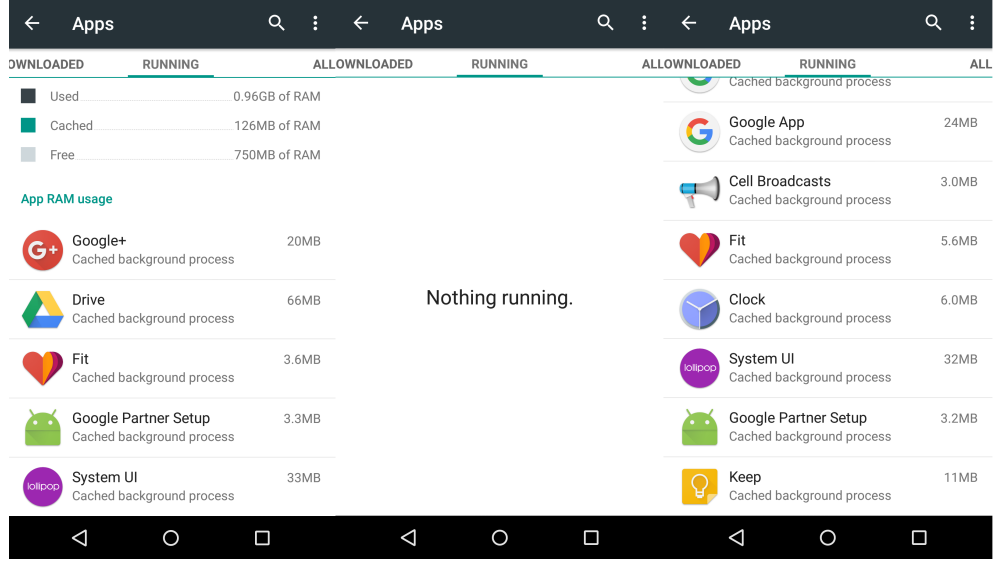 Apps
OWNLOADED RUNNING ALL
Used 0.96GB of RAM
Cached 126MB of RAM
Free 750MB of RAM
App RAM usage
G+ Google+ 20MB
Cached background process
Drive 66MB
Cached background process
Fit 3.6MB
Cached background process
Google Partner Setup 3.3MB
Cached background process
lollipop System UI 33MB
Cached background process
Apps
OWNLOADED RUNNING
Nothing running.
Apps
ALLOWNLOADED RUNNING ALL
Cached background process
G Google App 24MB
Cached background process
Cell Broadcasts 3.0MB
Cached background process
Fit 5.6MB
Cached background process
Clock 6.0MB
Cached background process
lollipop System UI 32MB
Cached background process
Google Partner Setup 3.2MB
Cached background process
Keep 11MB
Cached background process